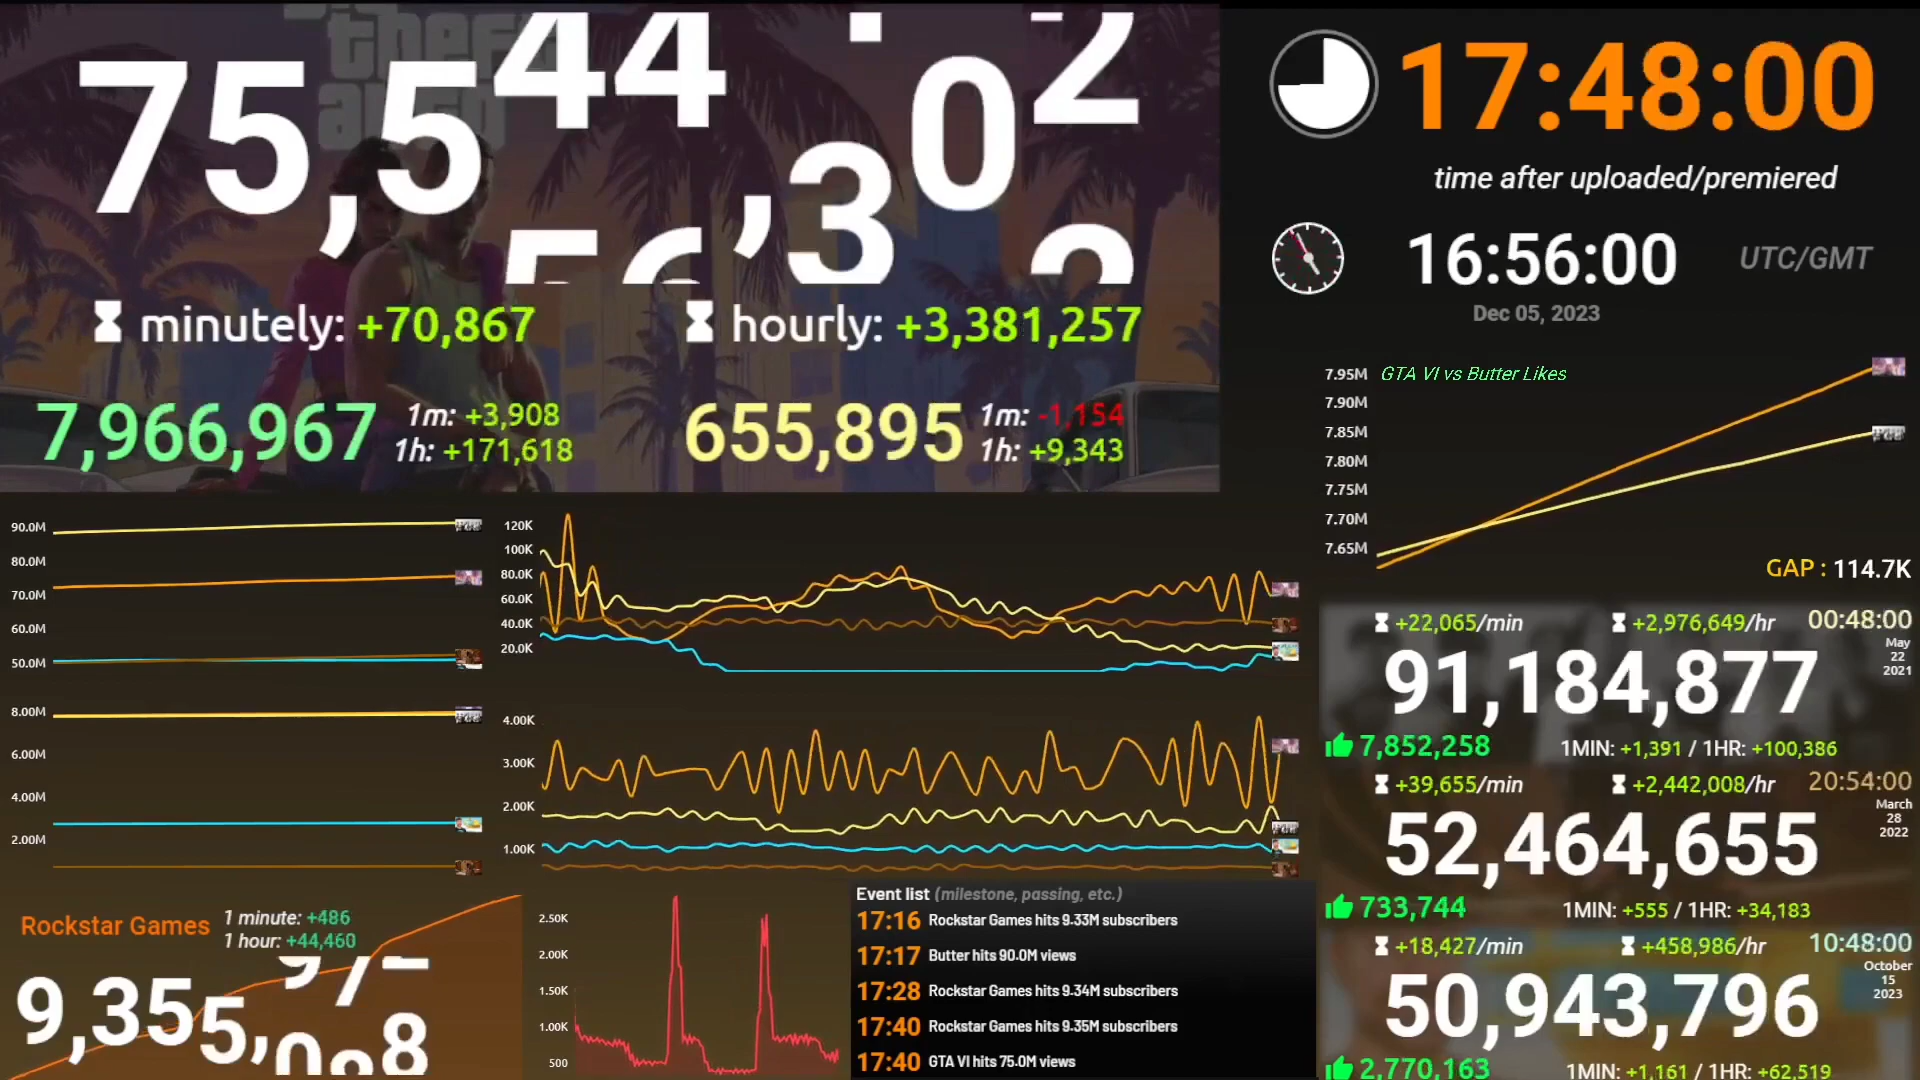 17:48:00
time after uploaded/premiered
16:56:00 UTC/GMT
Dec 05, 2023
minutely: +70,867
hourly: +3,381,257
7,966,967
1m: +3,908
1h: +171,618
655,895
1m: -1,154
1h: +9,343
GTA VI vs Butter Likes
7.95M
7.90M
7.85M
7.80M
7.75M
7.70M
7.65M
GAP : 114.7K
90.0M
80.0M
70.0M
60.0M
50.0M
120K
100K
80.0K
60.0K
40.0K
20.0K
8.00M
6.00M
4.00M
2.00M
4.00K
3.00K
2.00K
1.00K
+22,065/min
+2,976,649/hr
00:48:00
May
22
2021
91,184,877
7,852,258
1MIN: +1,391 / 1HR: +100,386
+39,655/min
+2,442,008/hr
20:54:00
March
28
2022
52,464,655
733,744
1MIN: +555 / 1HR: +34,183
+18,427/min
+458,986/hr
10:48:00
October
15
2023
50,943,796
2,770,163
1MIN: +1,161 / 1HR: +62,519
Rockstar Games
1 minute: +486
1 hour: +44,460
2.50K
2.00K
1.50K
1.00K
500
Event list (milestone, passing, etc.)
17:16 Rockstar Games hits 9.33M subscribers
17:17 Butter hits 90.0M views
17:28 Rockstar Games hits 9.34M subscribers
17:40 Rockstar Games hits 9.35M subscribers
17:40 GTA VI hits 75.0M views